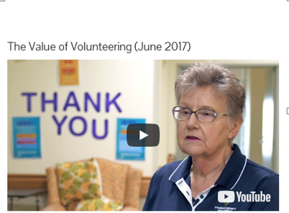 The Value of Volunteering (June 2017)
THANK
YOU
YouTube